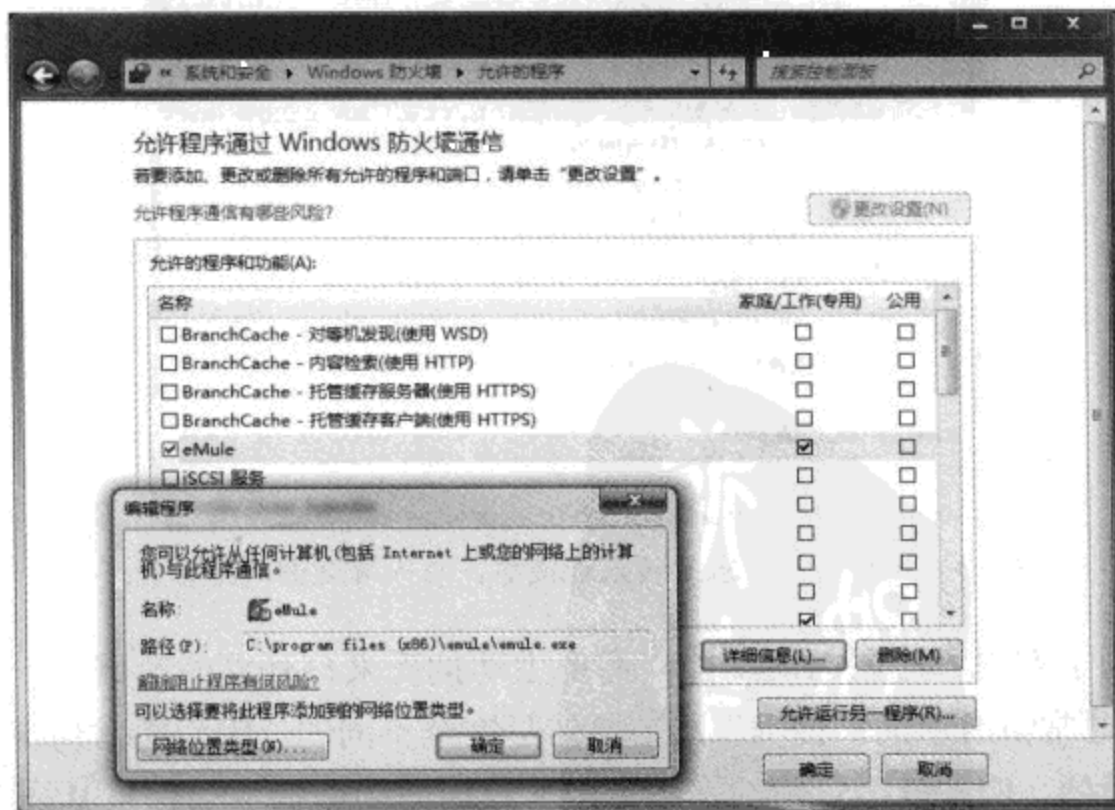 « 系统和安全 ▸ Windows 防火墙 ▸ 允许的程序
搜索控制面板
允许程序通过 Windows 防火墙通信
若要添加、更改或删除所有允许的程序和端口，请单击“更改设置”。
允许程序通信有哪些风险?
更改设置(N)
允许的程序和功能(A):
名称 家庭/工作(专用) 公用
BranchCache - 对等机发现(使用 WSD)
BranchCache - 内容检索(使用 HTTP)
BranchCache - 托管缓存服务器(使用 HTTPS)
BranchCache - 托管缓存客户端(使用 HTTPS)
eMule
iSCSI 服务
编辑程序
您可以允许从任何计算机(包括 Internet 上或您的网络上的计算
机)与此程序通信。
名称: eMule
路径(P): C:\program files (x86)\emule\emule.exe
解除阻止程序有何风险?
可以选择要将此程序添加到的网络位置类型。
网络位置类型(N)...
确定
取消
详细信息(L)...
删除(M)
允许运行另一程序(R)...
确定
取消